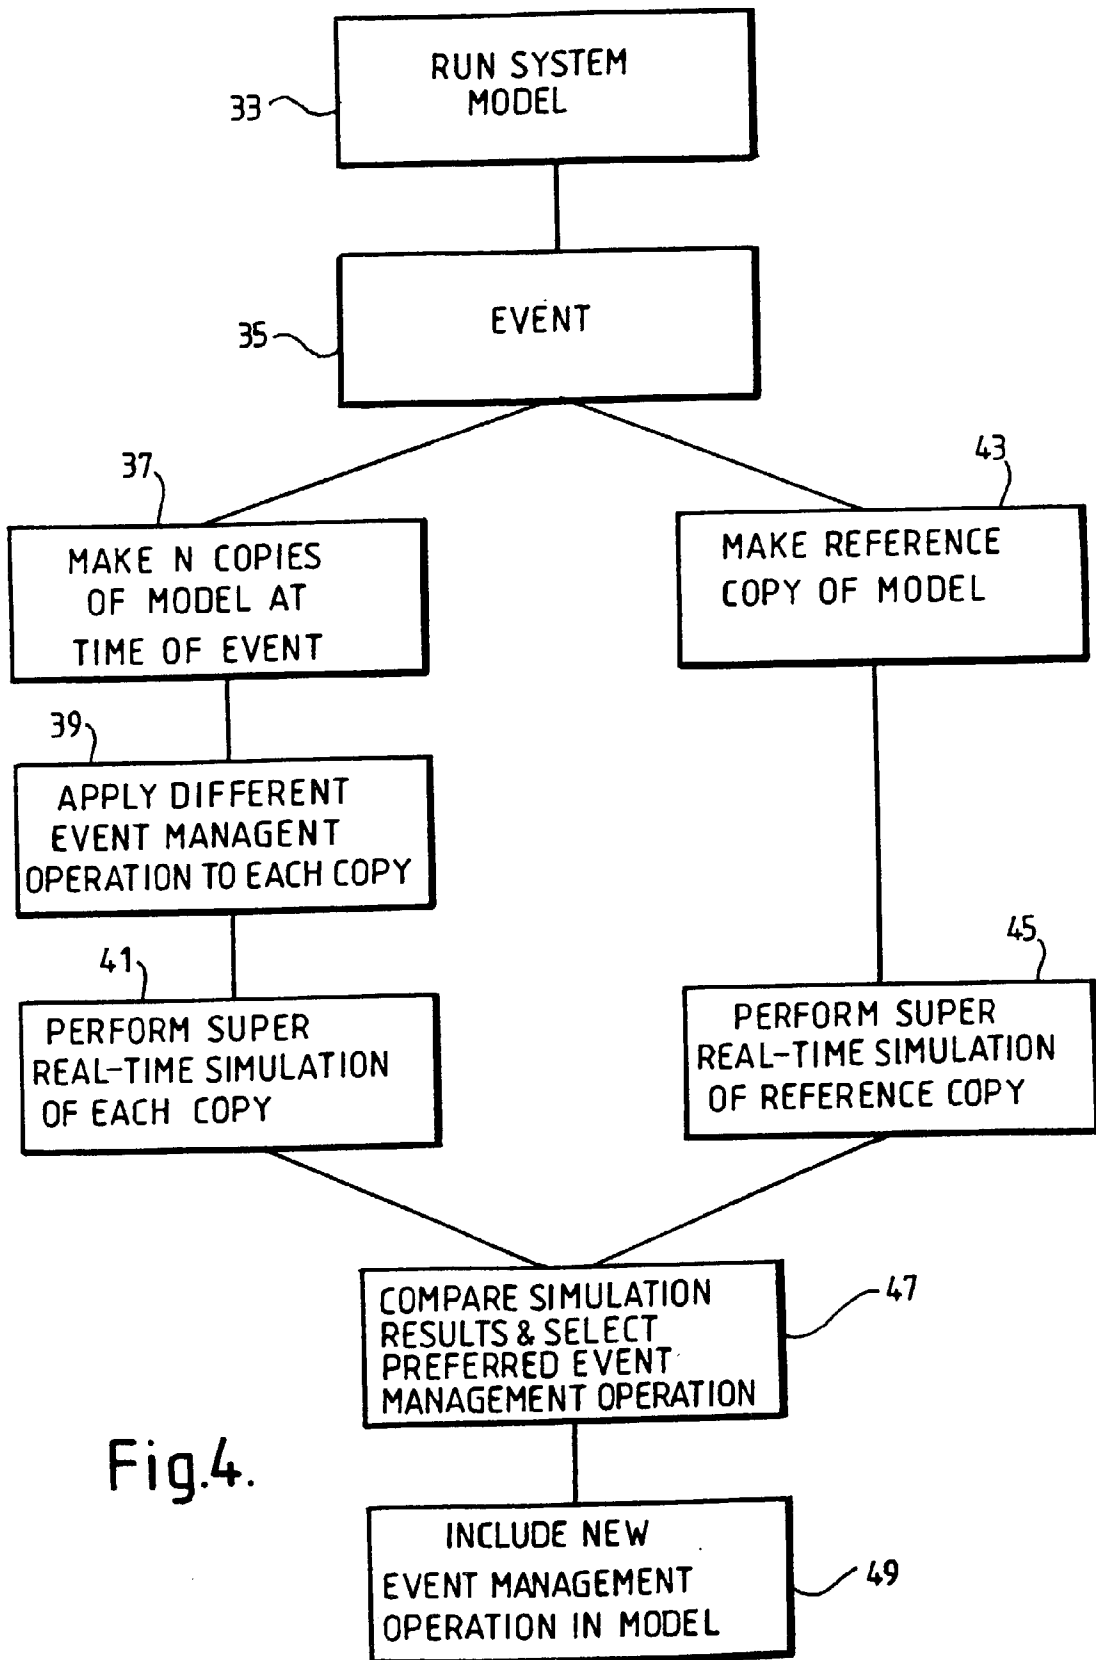 RUN SYSTEM
MODEL
33
EVENT
35
37
MAKE N COPIES
OF MODEL AT
TIME OF EVENT
43
MAKE REFERENCE
COPY OF MODEL
39
APPLY DIFFERENT
EVENT MANAGENT
OPERATION TO EACH COPY
41
PERFORM SUPER
REAL-TIME SIMULATION
OF EACH COPY
45
PERFORM SUPER
REAL-TIME SIMULATION
OF REFERENCE COPY
COMPARE SIMULATION
RESULTS & SELECT
PREFERRED EVENT
MANAGEMENT OPERATION
47
Fig.4.
INCLUDE NEW
EVENT MANAGEMENT
OPERATION IN MODEL
49